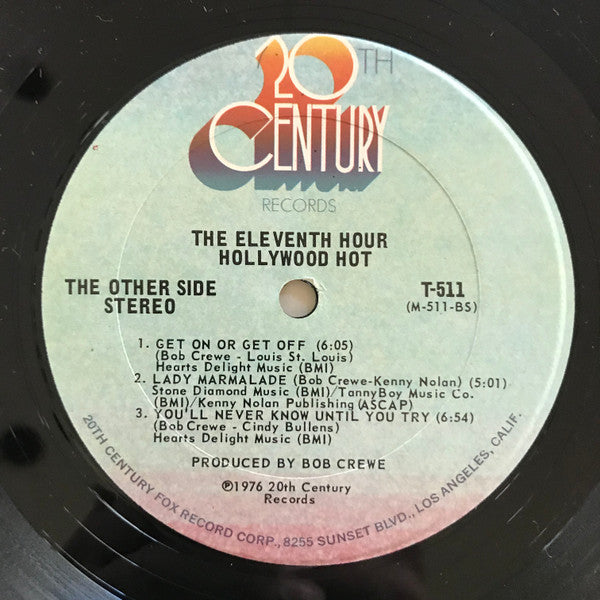 20TH
CENTURY
RECORDS
THE ELEVENTH HOUR
HOLLYWOOD HOT
THE OTHER SIDE
STEREO
T-511
(M-511-BS)
1. GET ON OR GET OFF (6:05)
(Bob Crewe - Louis St. Louis)
Hearts Delight Music (BMI)
2. LADY MARMALADE (Bob Crewe-Kenny Nolan) (5:01)
Stone Diamond Music (BMI)/TannyBoy Music Co.
(BMI)/Kenny Nolan Publishing (ASCAP)
3. YOU'LL NEVER KNOW UNTIL YOU TRY (6:54)
(Bob Crewe - Cindy Bullens)
Hearts Delight Music (BMI)
PRODUCED BY BOB CREWE
℗1976 20th Century
Records
20TH CENTURY FOX RECORD CORP., 8255 SUNSET BLVD., LOS ANGELES, CALIF.